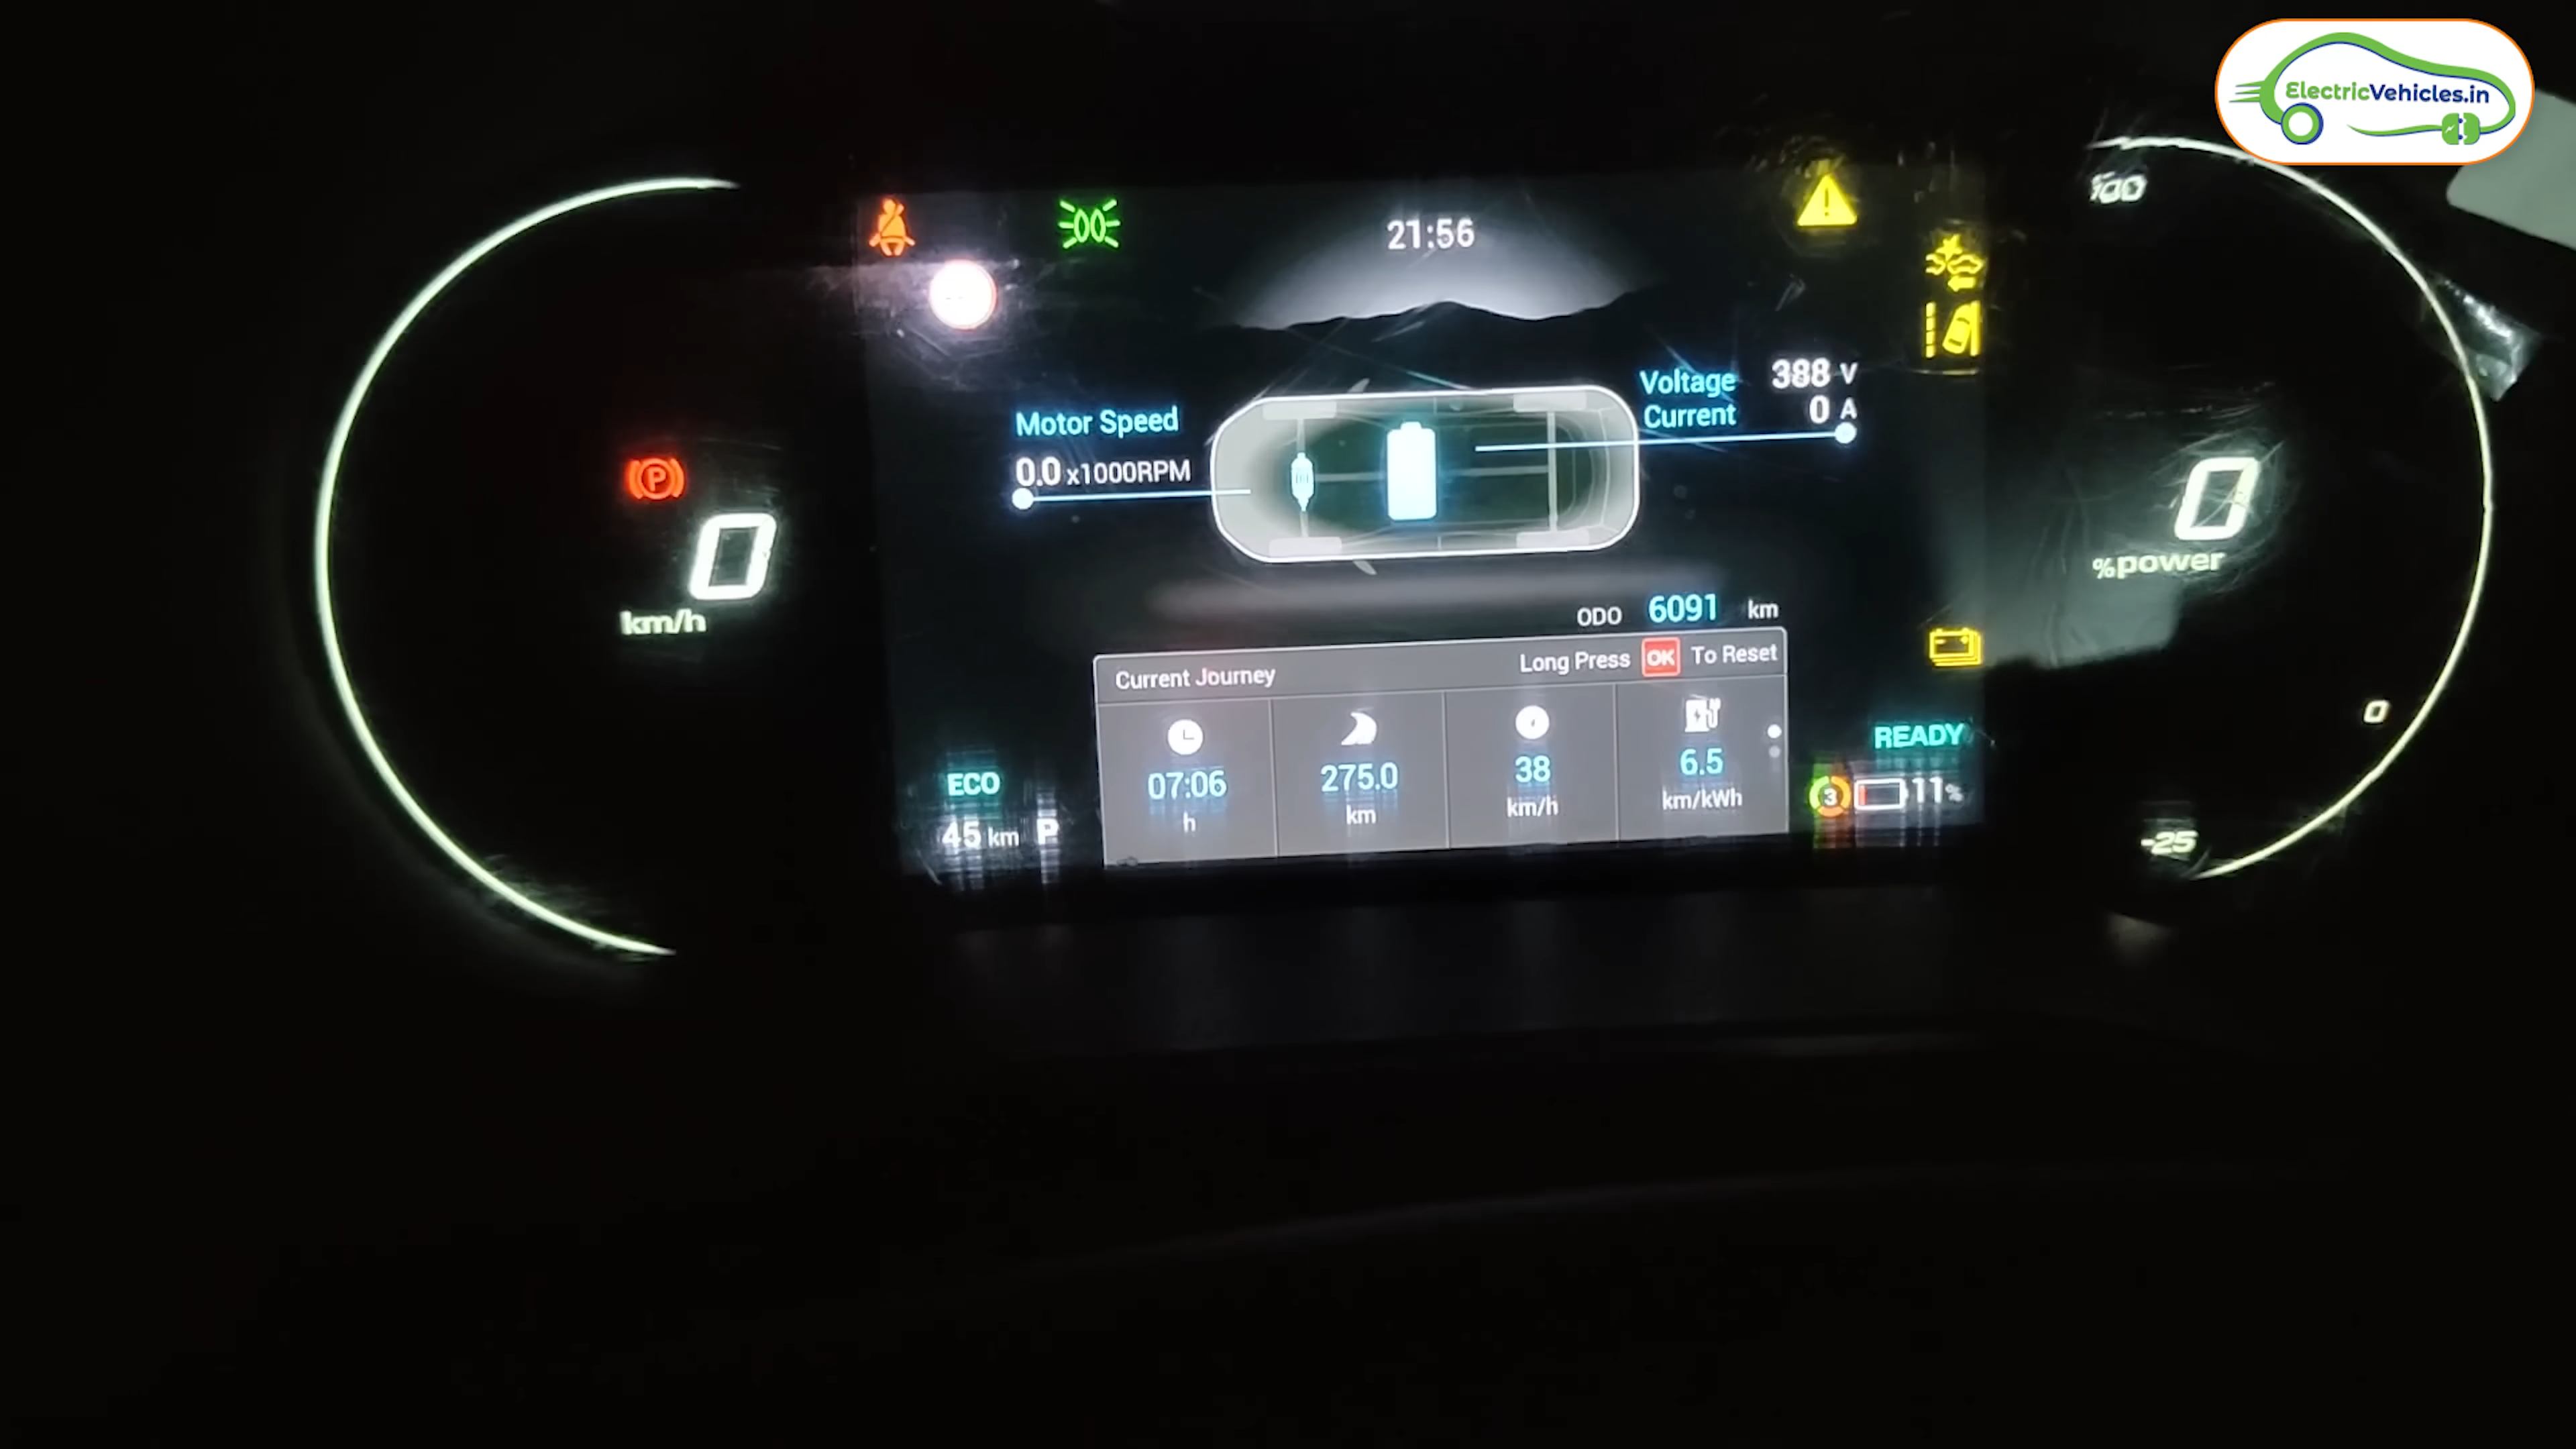 ElectricVehicles.in
100
21:56
Motor Speed
0.0 x1000RPM
Voltage 388 V
Current 0 A
P
0
km/h
0
%power
ODO 6091 km
Current Journey
Long Press OK To Reset
07:06
h
275.0
km
38
km/h
6.5
km/kWh
ECO
45 km P
READY
3 11%
0
-25